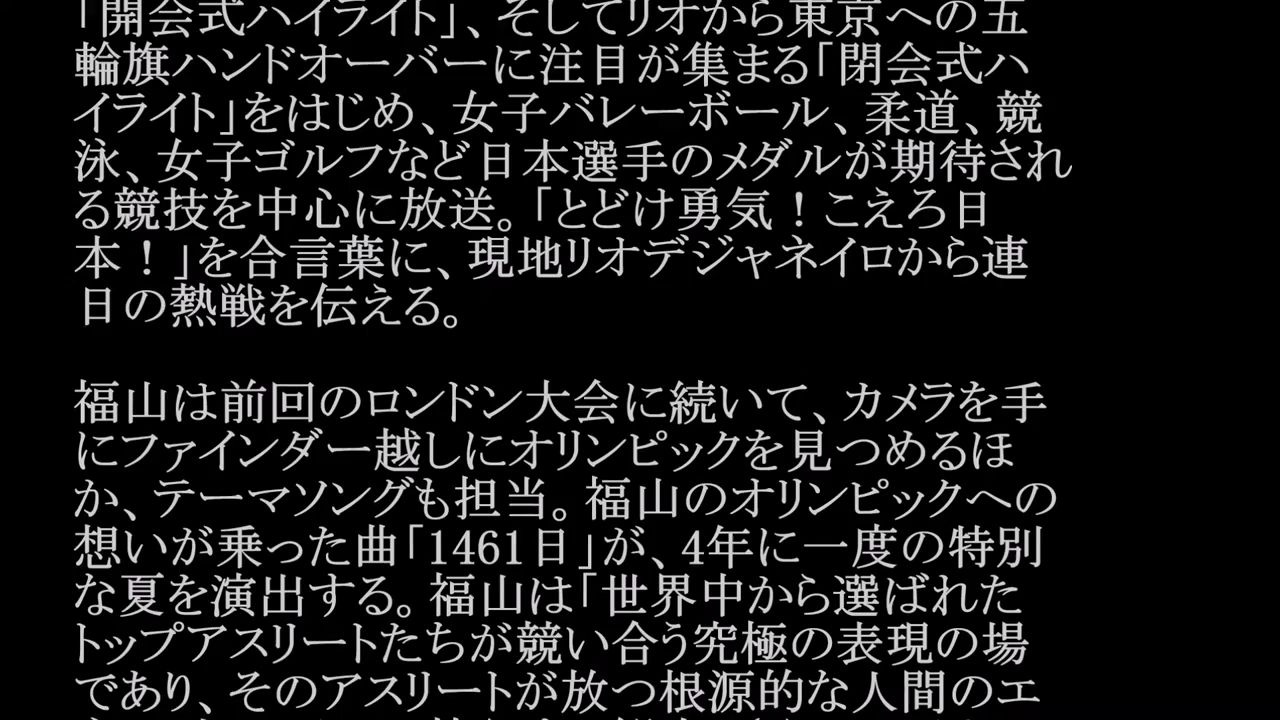 「開会式ハイライト」、そしてリオから東京への五
輪旗ハンドオーバーに注目が集まる「閉会式ハ
イライト」をはじめ、女子バレーボール、柔道、競
泳、女子ゴルフなど日本選手のメダルが期待され
る競技を中心に放送。「とどけ勇気！こえろ日
本！」を合言葉に、現地リオデジャネイロから連
日の熱戦を伝える。
福山は前回のロンドン大会に続いて、カメラを手
にファインダー越しにオリンピックを見つめるほ
か、テーマソングも担当。福山のオリンピックへの
想いが乗った曲「1461日」が、4年に一度の特別
な夏を演出する。福山は「世界中から選ばれた
トップアスリートたちが競い合う究極の表現の場
であり、そのアスリートが放つ根源的な人間のエ